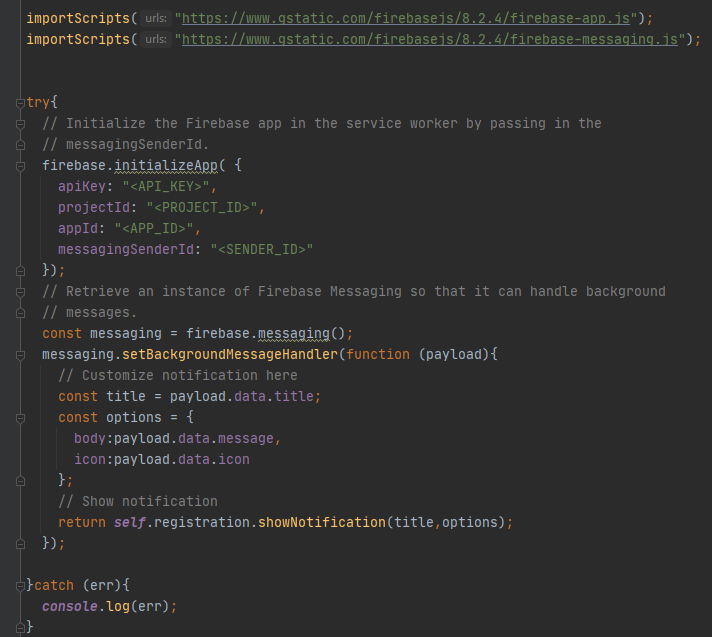 importScripts( urls: "https://www.gstatic.com/firebasejs/8.2.4/firebase-app.js");
importScripts( urls: "https://www.gstatic.com/firebasejs/8.2.4/firebase-messaging.js");
try{
// Initialize the Firebase app in the service worker by passing in the
// messagingSenderId.
firebase.initializeApp( {
apiKey: "<API_KEY>",
projectId: "<PROJECT_ID>",
appId: "<APP_ID>",
messagingSenderId: "<SENDER_ID>"
});
// Retrieve an instance of Firebase Messaging so that it can handle background
// messages.
const messaging = firebase.messaging();
messaging.setBackgroundMessageHandler(function (payload){
// Customize notification here
const title = payload.data.title;
const options = {
body:payload.data.message,
icon:payload.data.icon
};
// Show notification
return self.registration.showNotification(title,options);
});
}catch (err){
console.log(err);
}